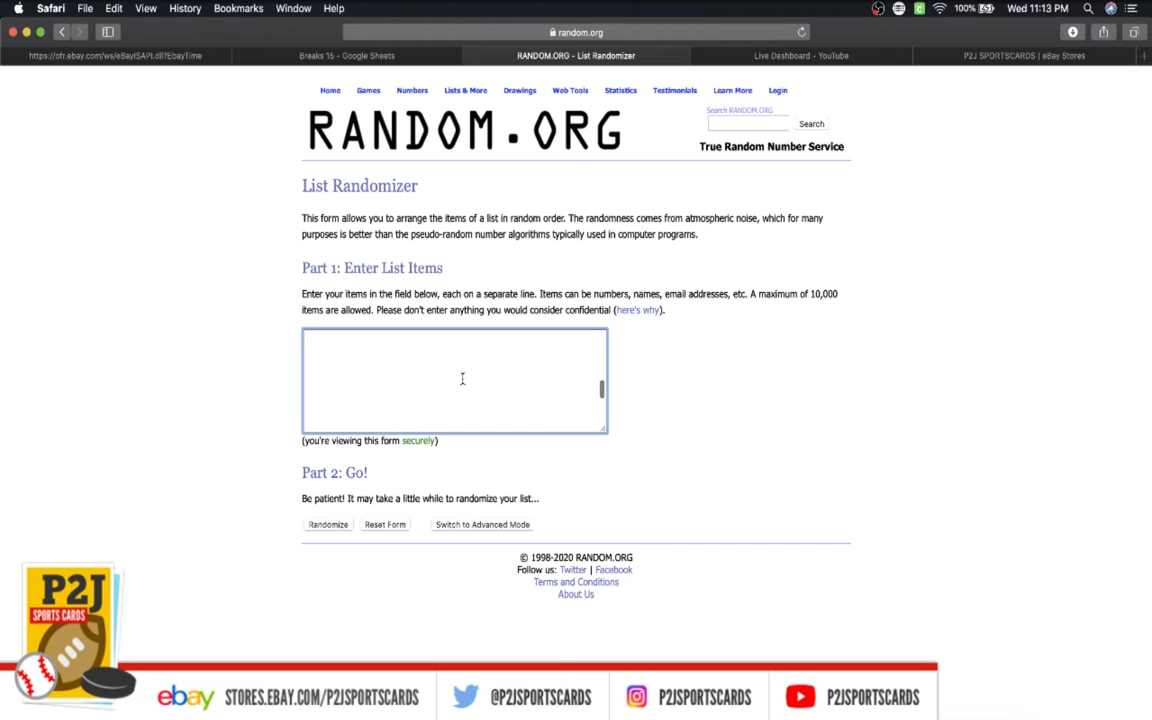 Safari File Edit View History Bookmarks Window Help 100% Wed 11:13 PM
random.org
https://ofr.ebay.com/ws/eBayISAPI.dll?EbayTime Breaks 15 - Google Sheets RANDOM.ORG - List Randomizer Live Dashboard - YouTube P2J SPORTSCARDS | eBay Stores
Home Games Numbers Lists & More Drawings Web Tools Statistics Testimonials Learn More Login
Search RANDOM.ORG
RANDOM.ORG
Search
True Random Number Service
List Randomizer
This form allows you to arrange the items of a list in random order. The randomness comes from atmospheric noise, which for many
purposes is better than the pseudo-random number algorithms typically used in computer programs.
Part 1: Enter List Items
Enter your items in the field below, each on a separate line. Items can be numbers, names, email addresses, etc. A maximum of 10,000
items are allowed. Please don't enter anything you would consider confidential (here's why).
(you're viewing this form securely)
Part 2: Go!
Be patient! It may take a little while to randomize your list...
Randomize Reset Form Switch to Advanced Mode
© 1998-2020 RANDOM.ORG
Follow us: Twitter | Facebook
Terms and Conditions
About Us
P2J
SPORTS CARDS
ebay STORES.EBAY.COM/P2JSPORTSCARDS @P2JSPORTSCARDS P2JSPORTSCARDS P2JSPORTSCARDS